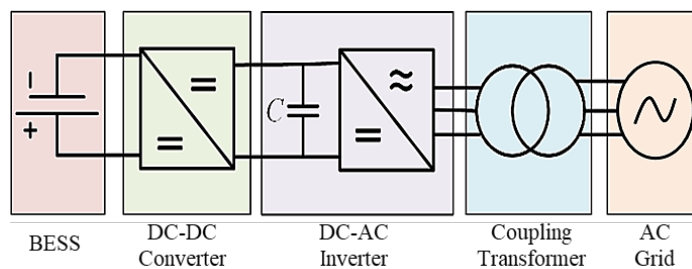 −
+
=
=
C
≈
=
BESS
DC-DC
Converter
DC-AC
Inverter
Coupling
Transformer
AC
Grid